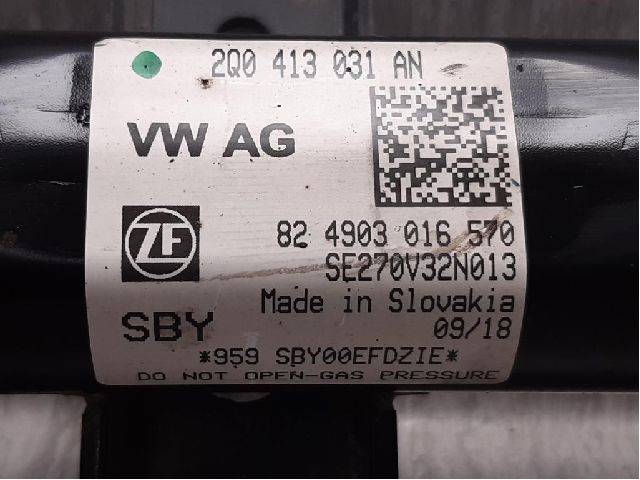 2Q0 413 031 AN
VW AG
ZF
82 4903 016 570
SE270V32N013
Made in Slovakia
SBY
09/18
*959 SBY00EFDZIE*
DO NOT OPEN-GAS PRESSURE